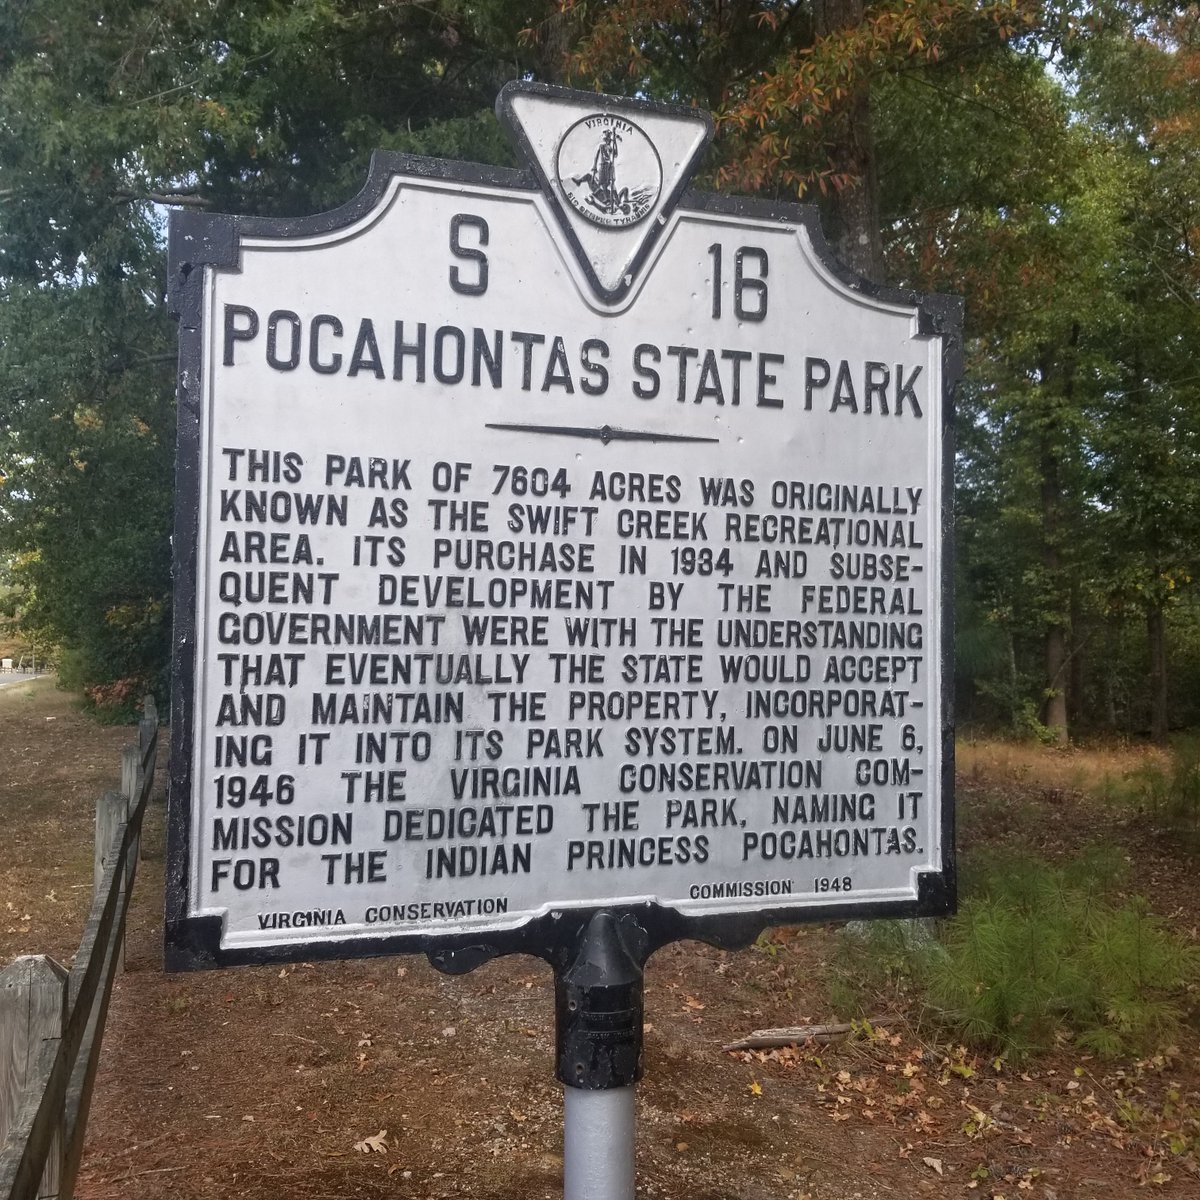 VIRGINIA
SIC SEMPER TYRANNIS
S 16
POCAHONTAS STATE PARK
THIS PARK OF 7604 ACRES WAS ORIGINALLY
KNOWN AS THE SWIFT CREEK RECREATIONAL
AREA. ITS PURCHASE IN 1934 AND SUBSE-
QUENT DEVELOPMENT BY THE FEDERAL
GOVERNMENT WERE WITH THE UNDERSTANDING
THAT EVENTUALLY THE STATE WOULD ACCEPT
AND MAINTAIN THE PROPERTY, INCORPORAT-
ING IT INTO ITS PARK SYSTEM. ON JUNE 6,
1946 THE VIRGINIA CONSERVATION COM-
MISSION DEDICATED THE PARK, NAMING IT
FOR THE INDIAN PRINCESS POCAHONTAS.
VIRGINIA CONSERVATION COMMISSION 1948